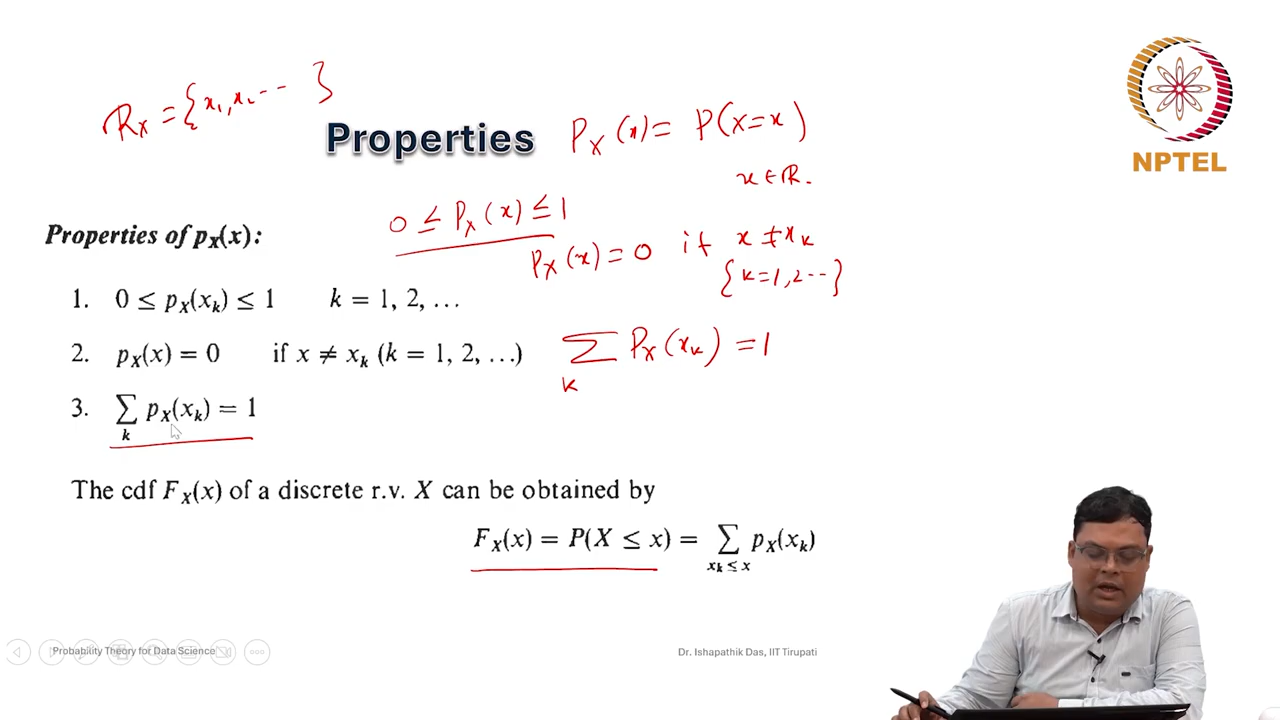 R_X = {x_1, x_2 ... }
Properties
P_X (x) = P(X = x)
x ∈ ℝ.
NPTEL
0 ≤ P_X (x) ≤ 1
P_X (x) = 0 if x ≠ x_k
{k = 1, 2 ...}
Properties of p_X(x):
1. 0 ≤ p_X(x_k) ≤ 1 k = 1, 2, ...
2. p_X(x) = 0 if x ≠ x_k (k = 1, 2, ...)
∑_k P_X (x_k) = 1
3. ∑_k p_X(x_k) = 1
The cdf F_X(x) of a discrete r.v. X can be obtained by
F_X(x) = P(X ≤ x) = ∑_{x_k ≤ x} p_X(x_k)
Probability Theory for Data Science
Dr. Ishapathik Das, IIT Tirupati